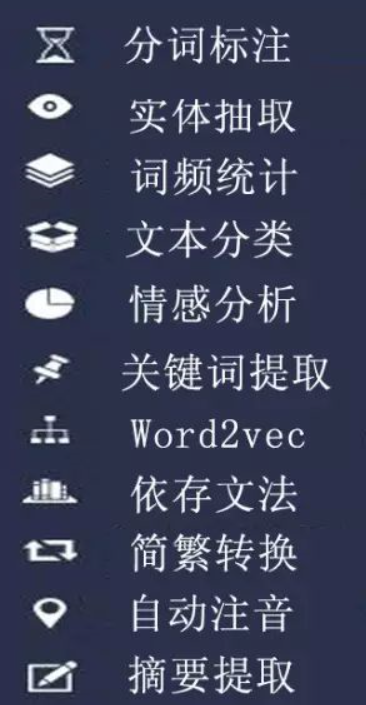 分词标注
实体抽取
词频统计
文本分类
情感分析
关键词提取
Word2vec
依存文法
简繁转换
自动注音
摘要提取